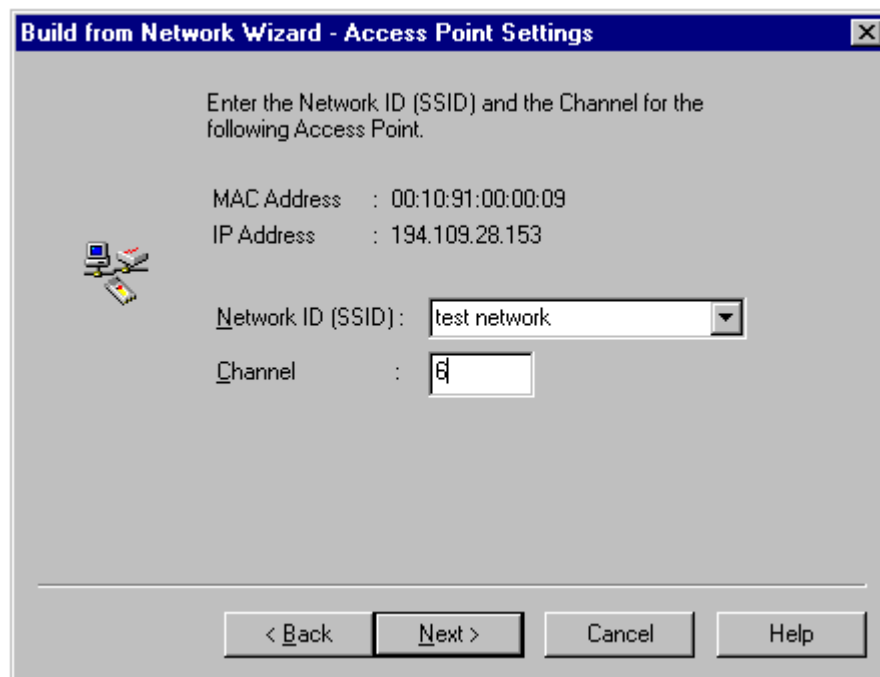 Build from Network Wizard - Access Point Settings
Enter the Network ID (SSID) and the Channel for the
following Access Point.
MAC Address : 00:10:91:00:00:09
IP Address : 194.109.28.153
Network ID (SSID) : test network
Channel : 6
< Back Next > Cancel Help